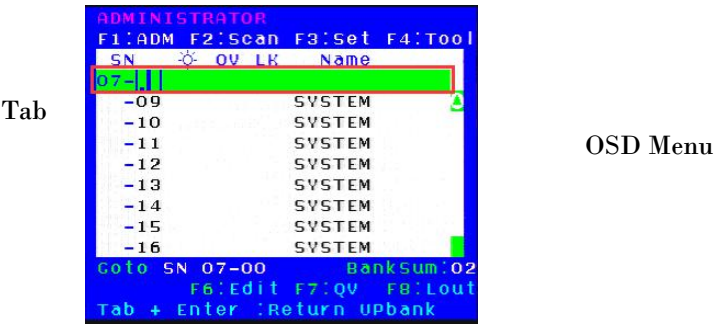 ADMINISTRATOR
F1:ADM F2:Scan F3:Set F4:Tool
SN OV LK Name
07-
-09 SYSTEM
-10 SYSTEM
-11 SYSTEM
-12 SYSTEM
-13 SYSTEM
-14 SYSTEM
-15 SYSTEM
-16 SYSTEM
Goto SN 07-00 BankSum:02
F6:Edit F7:QV F8:Lout
Tab + Enter :Return UPbank
Tab
OSD Menu